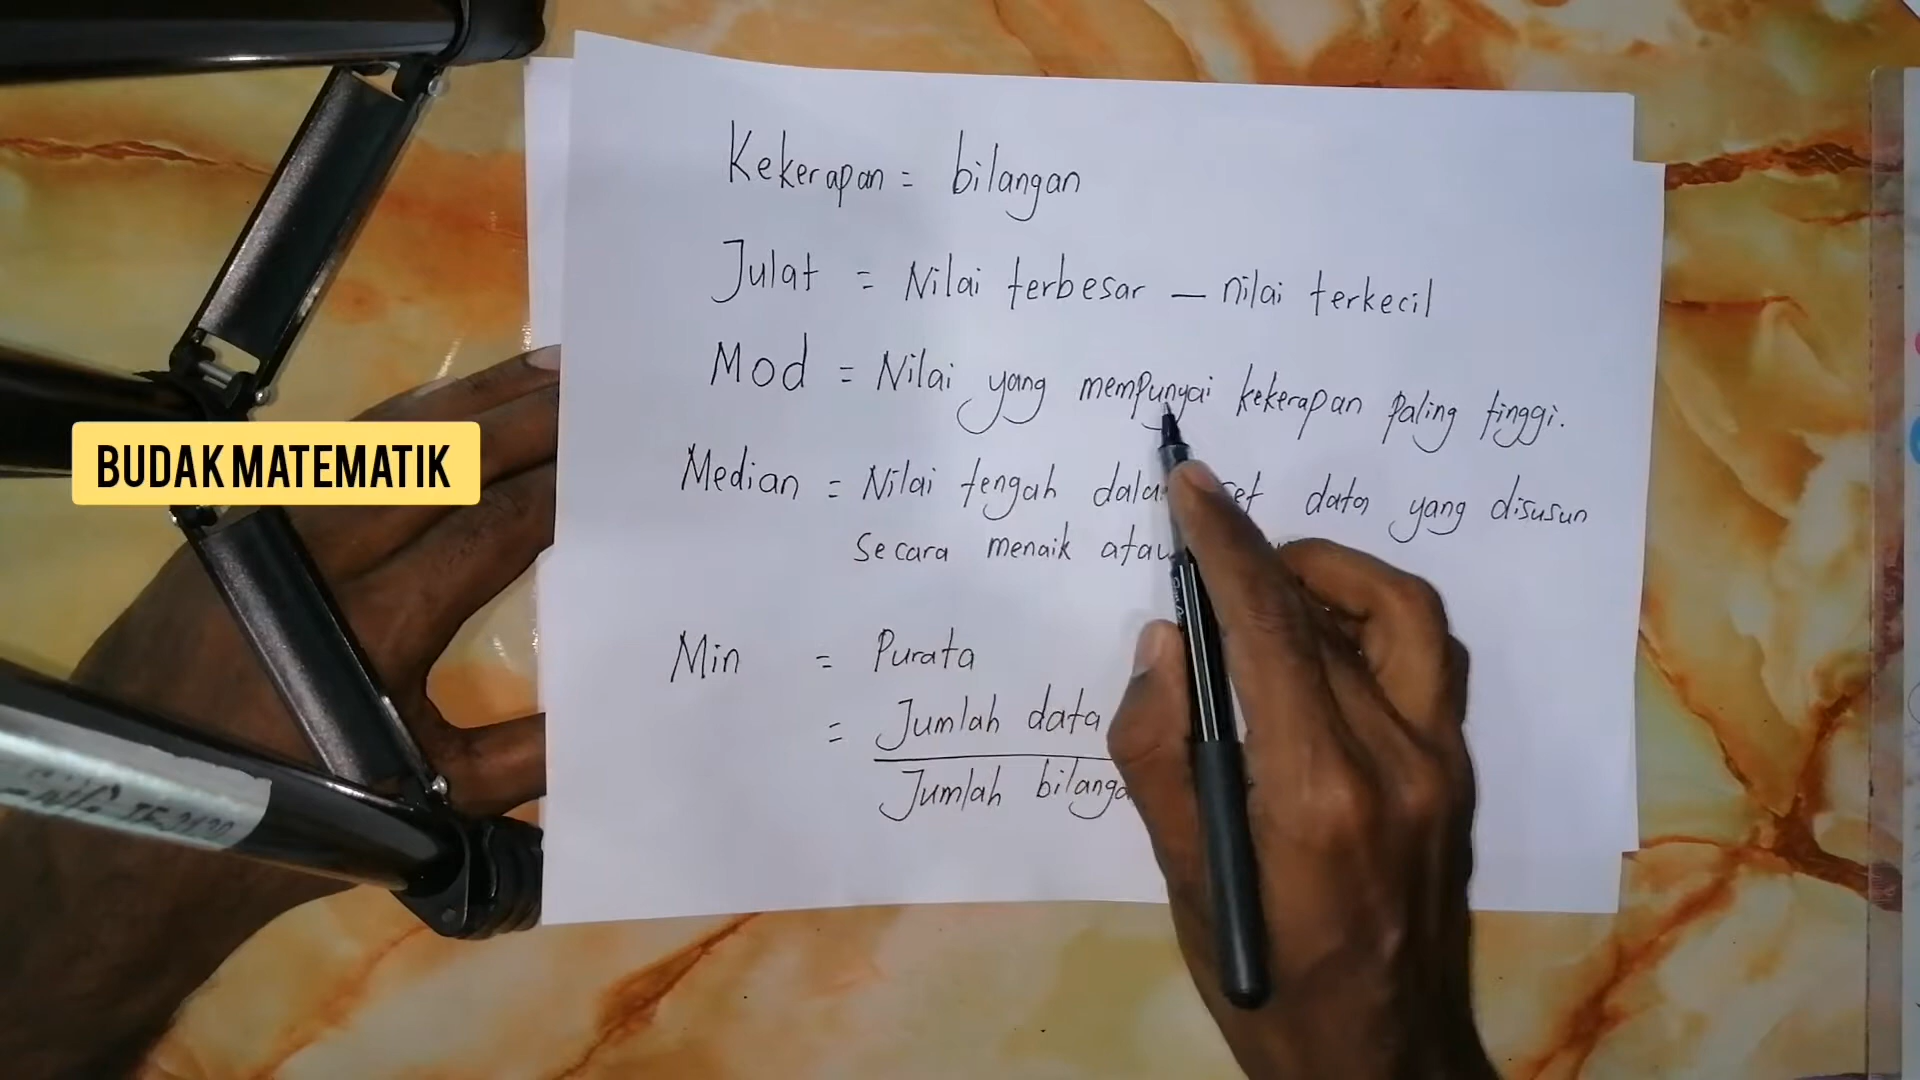 Kekerapan = bilangan
Julat = Nilai terbesar – nilai terkecil
Mod = Nilai yang mempunyai kekerapan paling tinggi.
BUDAK MATEMATIK
Median = Nilai tengah set data yang disusun
secara menaik atau
Min = Purata
= Jumlah data
Jumlah